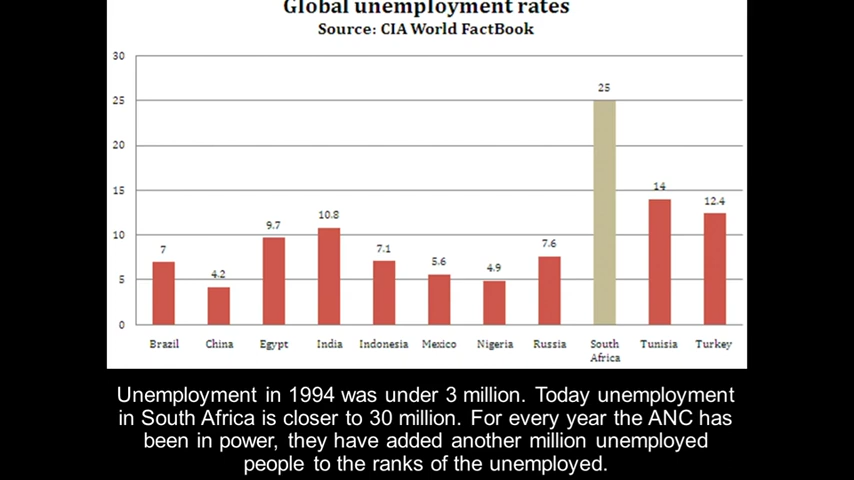 Global unemployment rates
Source: CIA World FactBook
30
25
20
15
10
5
0
7
4.2
9.7
10.8
7.1
5.6
4.9
7.6
25
14
12.4
Brazil
China
Egypt
India
Indonesia
Mexico
Nigeria
Russia
South
Africa
Tunisia
Turkey
Unemployment in 1994 was under 3 million. Today unemployment
in South Africa is closer to 30 million. For every year the ANC has
been in power, they have added another million unemployed
people to the ranks of the unemployed.